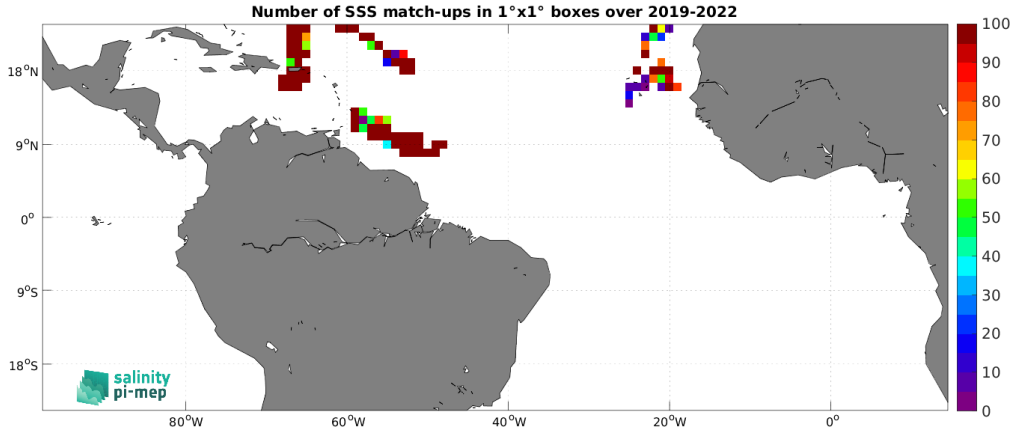 Number of SSS match-ups in 1°x1° boxes over 2019-2022
18°N
9°N
0°
9°S
18°S
80°W
60°W
40°W
20°W
0°
100
90
80
70
60
50
40
30
20
10
0
salinity
pi-mep